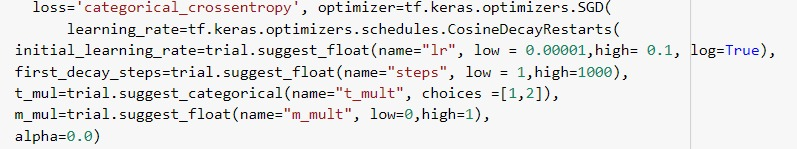 loss='categorical_crossentropy', optimizer=tf.keras.optimizers.SGD(
learning_rate=tf.keras.optimizers.schedules.CosineDecayRestarts(
initial_learning_rate=trial.suggest_float(name="lr", low = 0.00001,high= 0.1, log=True),
first_decay_steps=trial.suggest_float(name="steps", low = 1,high=1000),
t_mul=trial.suggest_categorical(name="t_mult", choices =[1,2]),
m_mul=trial.suggest_float(name="m_mult", low=0,high=1),
alpha=0.0)